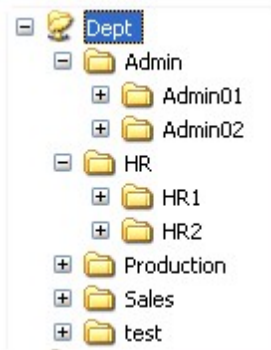 Dept
Admin
Admin01
Admin02
HR
HR1
HR2
Production
Sales
test